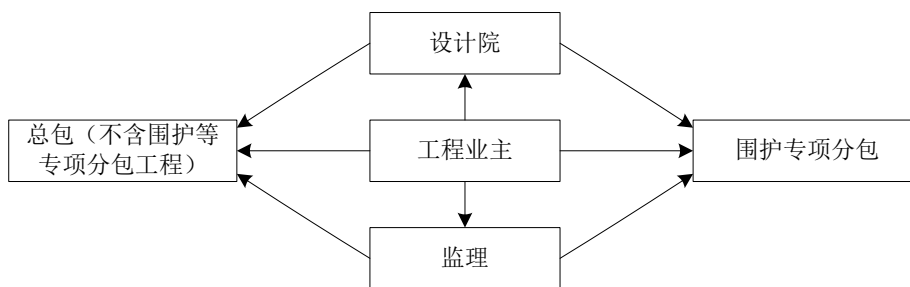 设计院
总包（不含围护等
专项分包工程）
工程业主
围护专项分包
监理